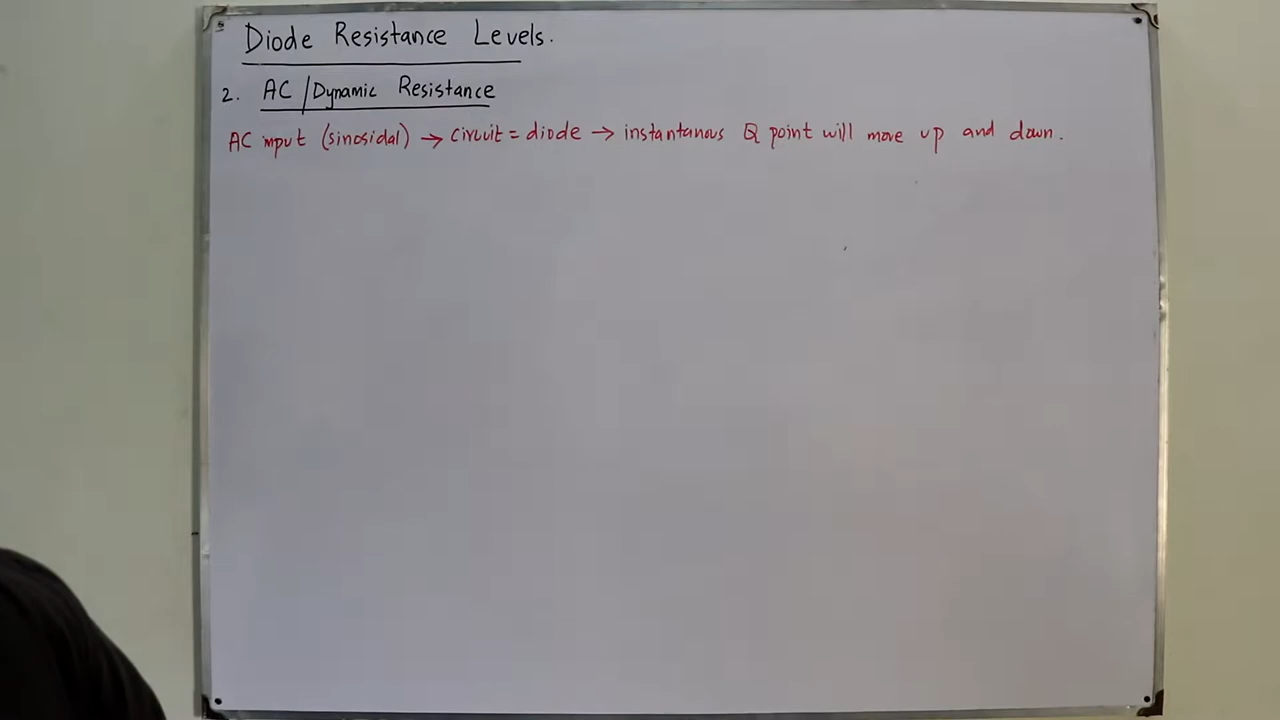 Diode Resistance Levels.
2. AC/Dynamic Resistance
AC input (sinosidal) → circuit = diode → instantanous Q point will move up and down.